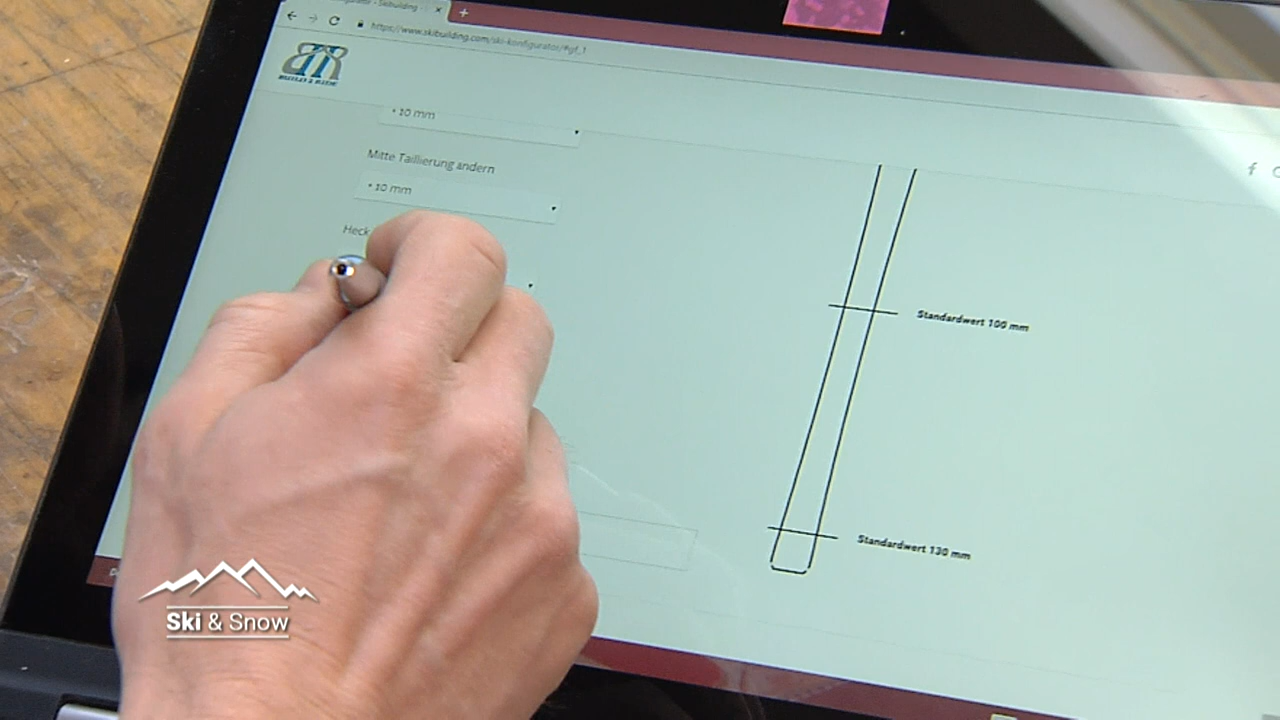 https://www.skibuilding.com/ski-konfigurator/#gf_1
+ 10 mm
Mitte Taillierung ändern
+ 10 mm
Heck
Standardwert 100 mm
Standardwert 130 mm
Ski & Snow